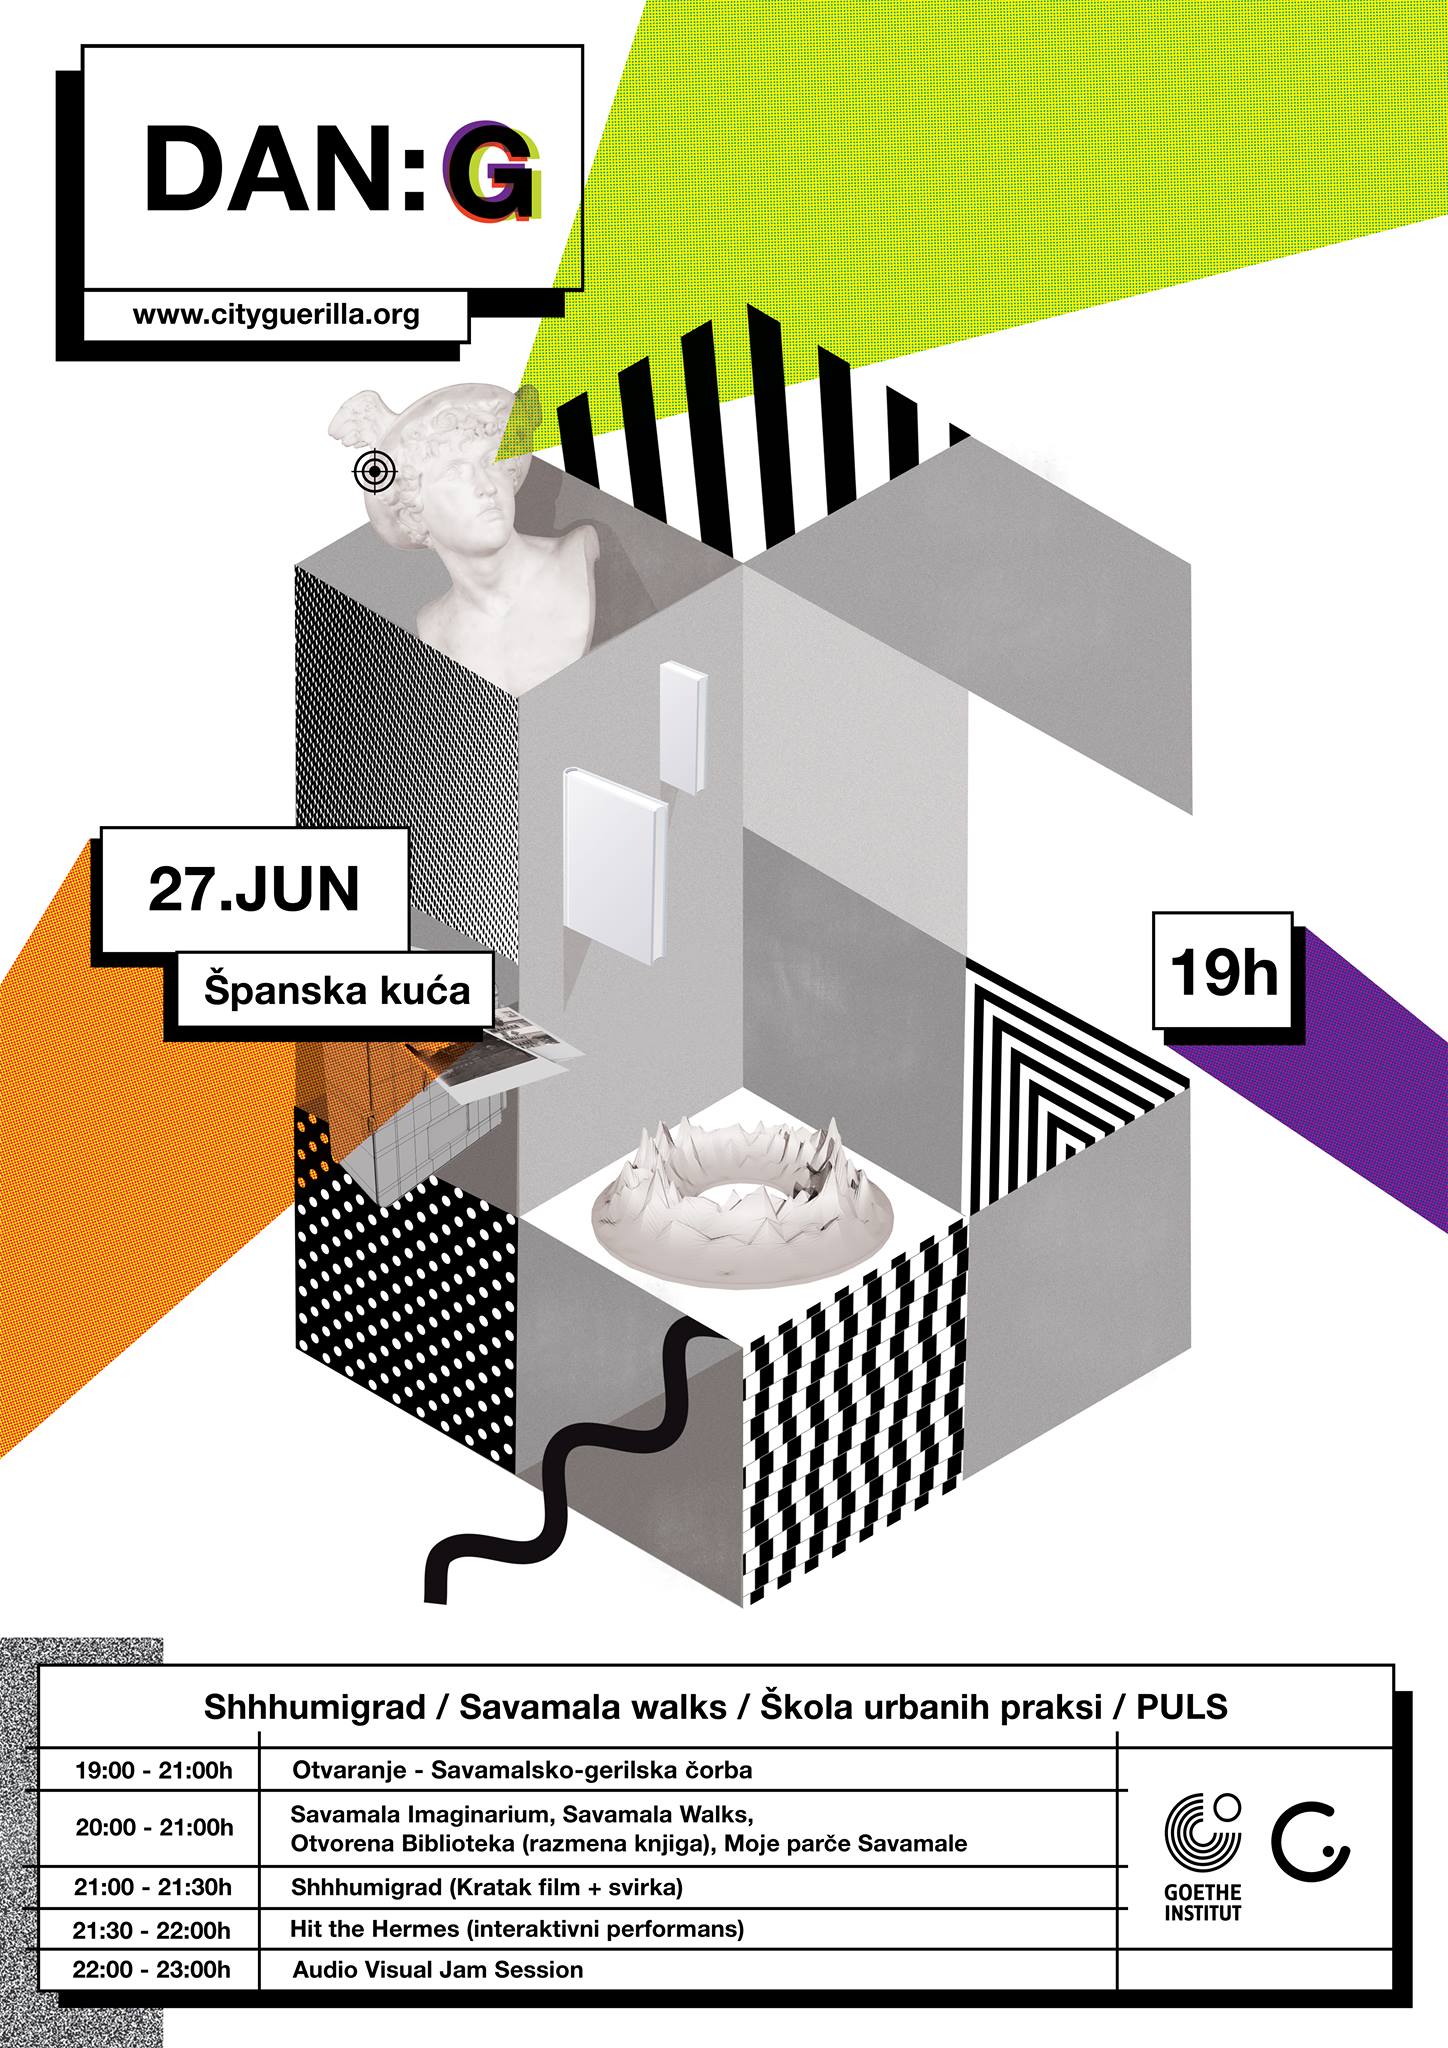 DAN:G
www.cityguerilla.org
27.JUN
Španska kuća
19h
Shhhumigrad / Savamala walks / Škola urbanih praksi / PULS
19:00 - 21:00h
Otvaranje - Savamalsko-gerilska čorba
20:00 - 21:00h
Savamala Imaginarium, Savamala Walks,
Otvorena Biblioteka (razmena knjiga), Moje parče Savamale
21:00 - 21:30h
Shhhumigrad (Kratak film + svirka)
21:30 - 22:00h
Hit the Hermes (interaktivni performans)
22:00 - 23:00h
Audio Visual Jam Session
GOETHE
INSTITUT